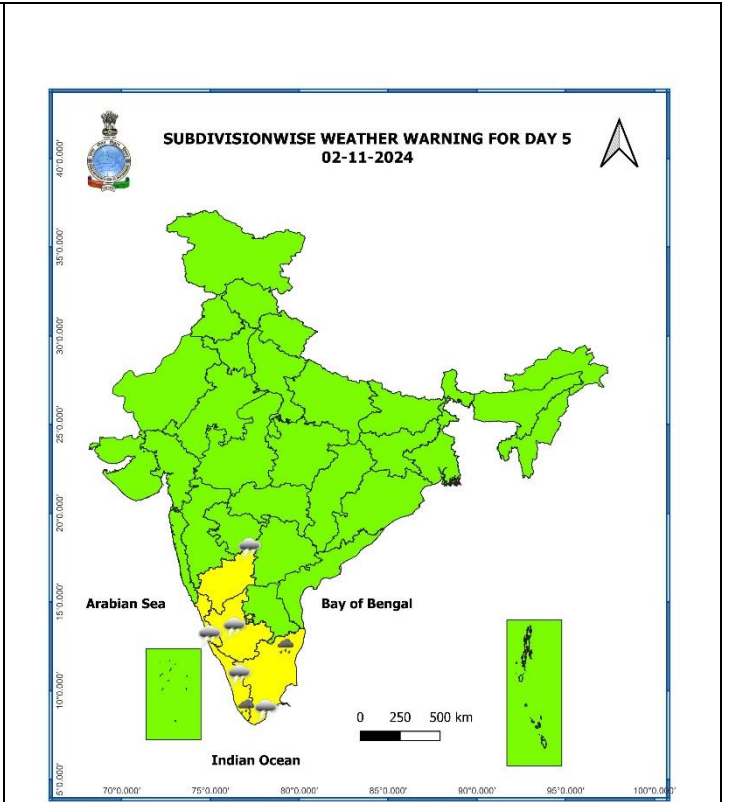 SUBDIVISIONWISE WEATHER WARNING FOR DAY 5
02-11-2024
40°0.000'
35°0.000'
30°0.000'
25°0.000'
20°0.000'
15°0.000'
10°0.000'
5°0.000'
Arabian Sea
Bay of Bengal
0 250 500 km
Indian Ocean
70°0.000' 75°0.000' 80°0.000' 85°0.000' 90°0.000' 95°0.000' 100°0.000'